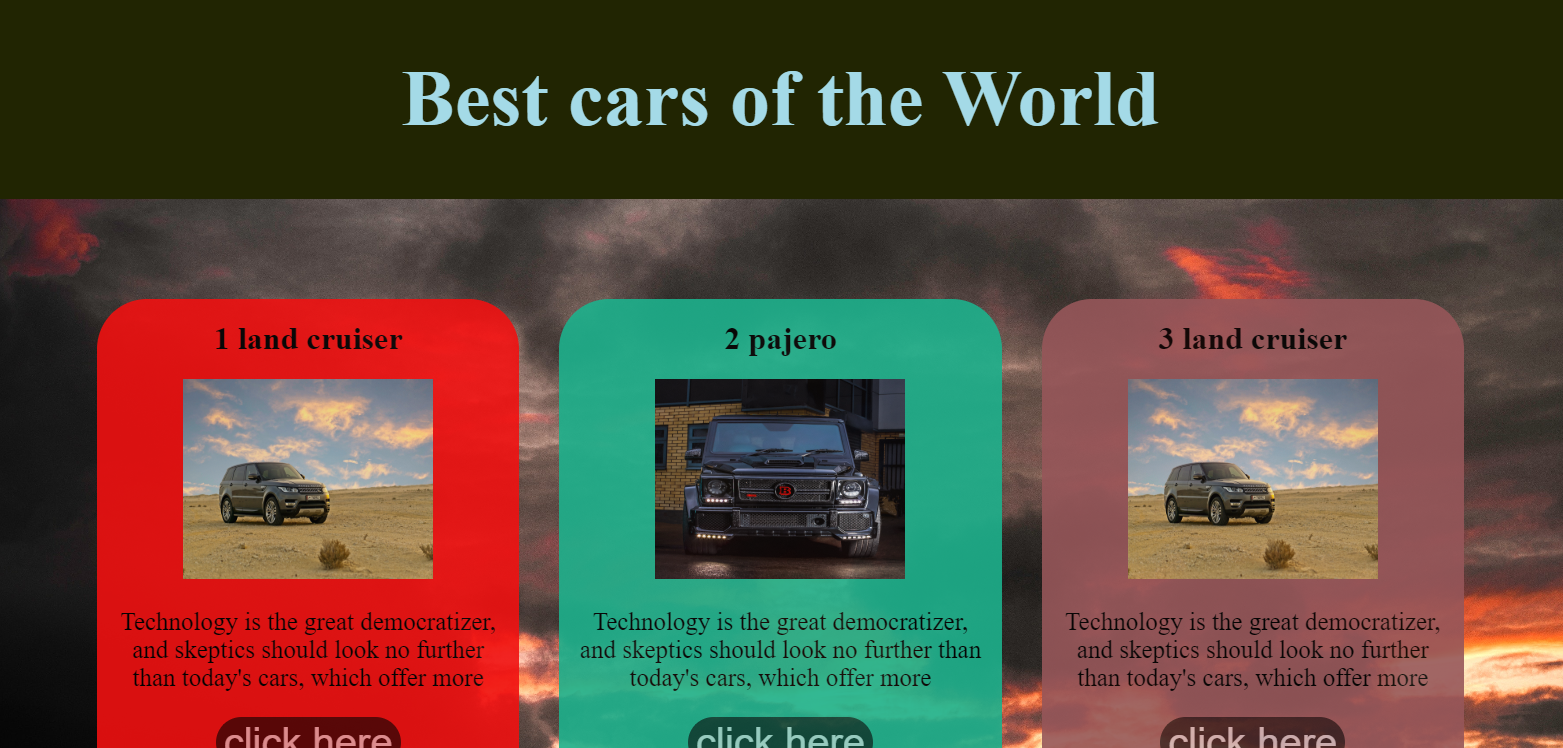 Best cars of the World
1 land cruiser
Technology is the great democratizer,
and skeptics should look no further
than today's cars, which offer more
click here
2 pajero
B
Technology is the great democratizer,
and skeptics should look no further than
today's cars, which offer more
click here
3 land cruiser
Technology is the great democratizer,
and skeptics should look no further
than today's cars, which offer more
click here